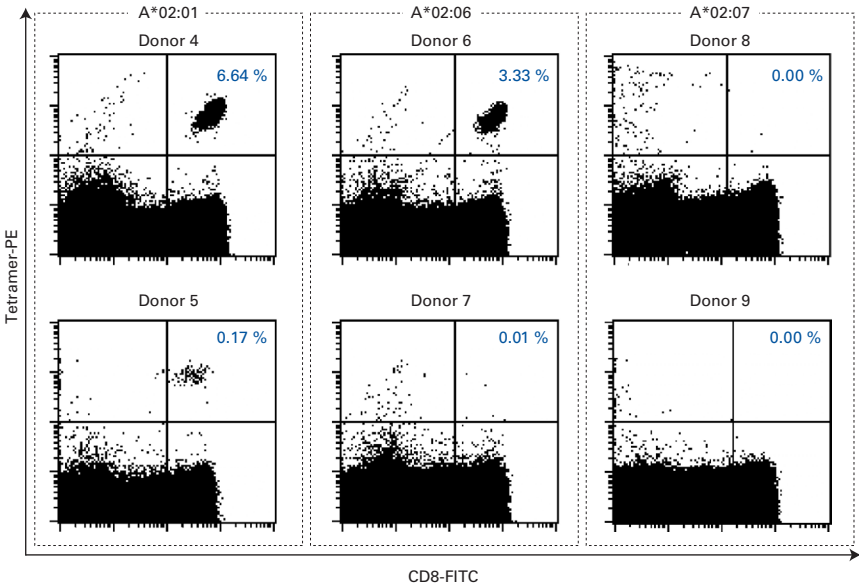 A*02:01
A*02:06
A*02:07
Donor 4
Donor 6
Donor 8
6.64 %
3.33 %
0.00 %
Tetramer-PE
Donor 5
Donor 7
Donor 9
0.17 %
0.01 %
0.00 %
CD8-FITC